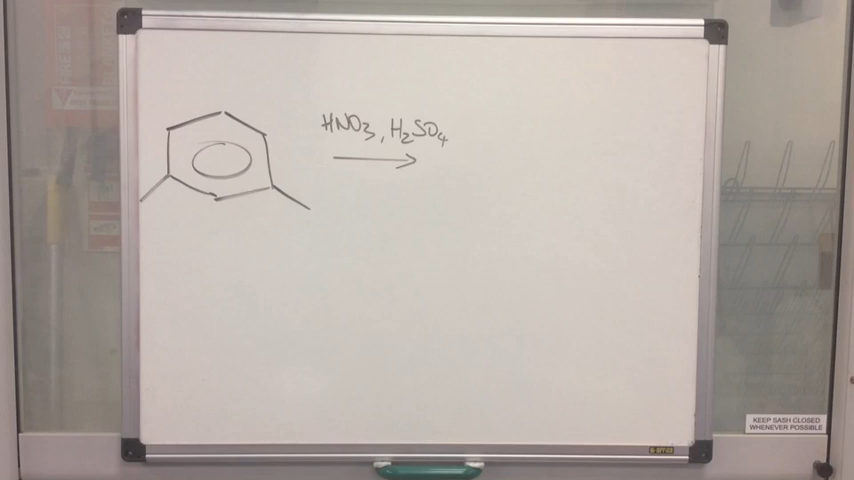 HNO3, H2SO4
KEEP SASH CLOSED
WHENEVER POSSIBLE